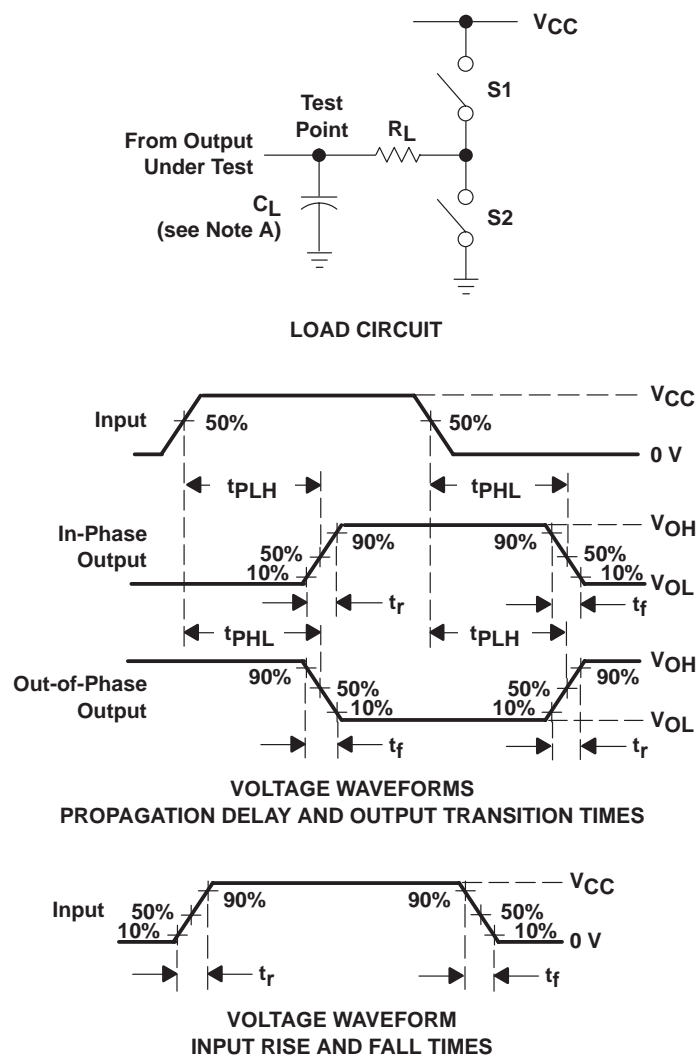 VCC
S1
Test
Point
RL
From Output
Under Test
CL
(see Note A)
S2
LOAD CIRCUIT
VCC
Input
50%
50%
0 V
tPLH
tPHL
In-Phase
Output
VOH
90%
90%
50%
50%
10%
10%
VOL
tr
tf
tPHL
tPLH
Out-of-Phase
Output
VOH
90%
90%
50%
50%
10%
10%
VOL
tf
tr
VOLTAGE WAVEFORMS
PROPAGATION DELAY AND OUTPUT TRANSITION TIMES
VCC
Input
90%
90%
50%
50%
10%
10%
0 V
tr
tf
VOLTAGE WAVEFORM
INPUT RISE AND FALL TIMES